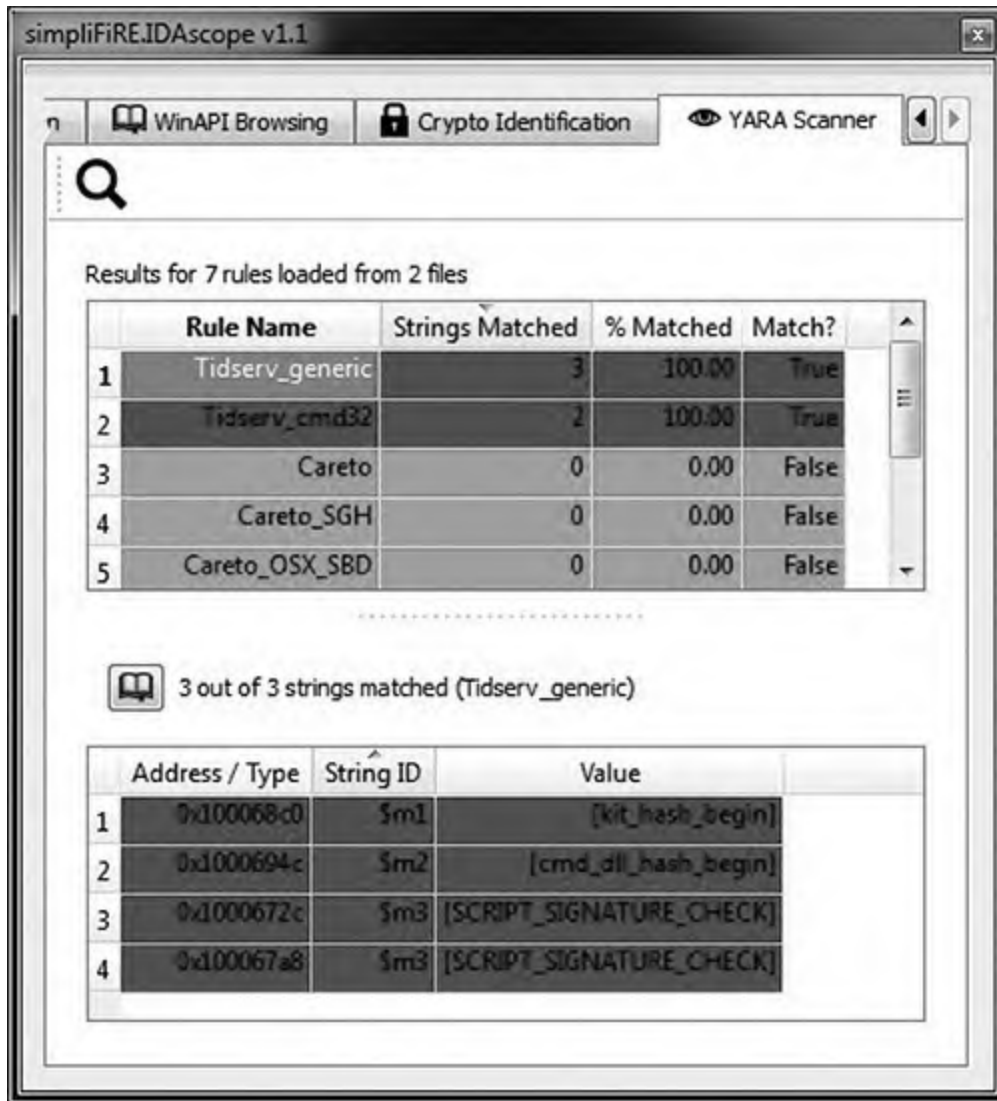 simpliFiRE.IDAscope v1.1
n WinAPI Browsing Crypto Identification YARA Scanner
Results for 7 rules loaded from 2 files
Rule Name Strings Matched % Matched Match?
1 Tidserv_generic 3 100.00 True
2 Tidserv_cmd32 2 100.00 True
3 Careto 0 0.00 False
4 Careto_SGH 0 0.00 False
5 Careto_OSX_SBD 0 0.00 False
3 out of 3 strings matched (Tidserv_generic)
Address / Type String ID Value
1 0x100068c0 $m1 [kit_hash_begin]
2 0x1000694c $m2 [cmd_dll_hash_begin]
3 0x1000672c $m3 [SCRIPT_SIGNATURE_CHECK]
4 0x100067a8 $m3 [SCRIPT_SIGNATURE_CHECK]